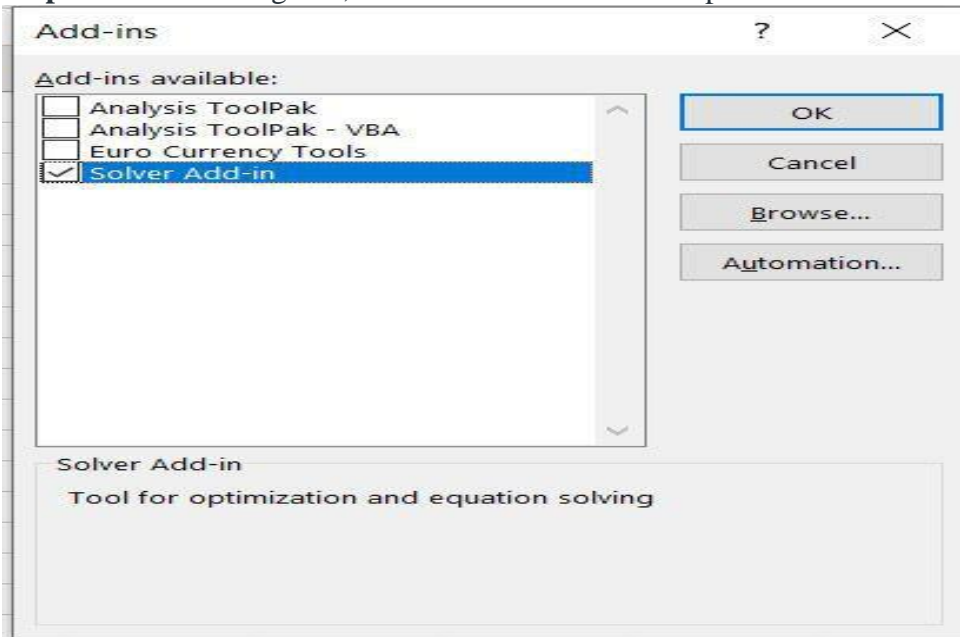 Add-ins ? ×
Add-ins available:
Analysis ToolPak
Analysis ToolPak - VBA
Euro Currency Tools
Solver Add-in
OK
Cancel
Browse...
Automation...
Solver Add-in
Tool for optimization and equation solving